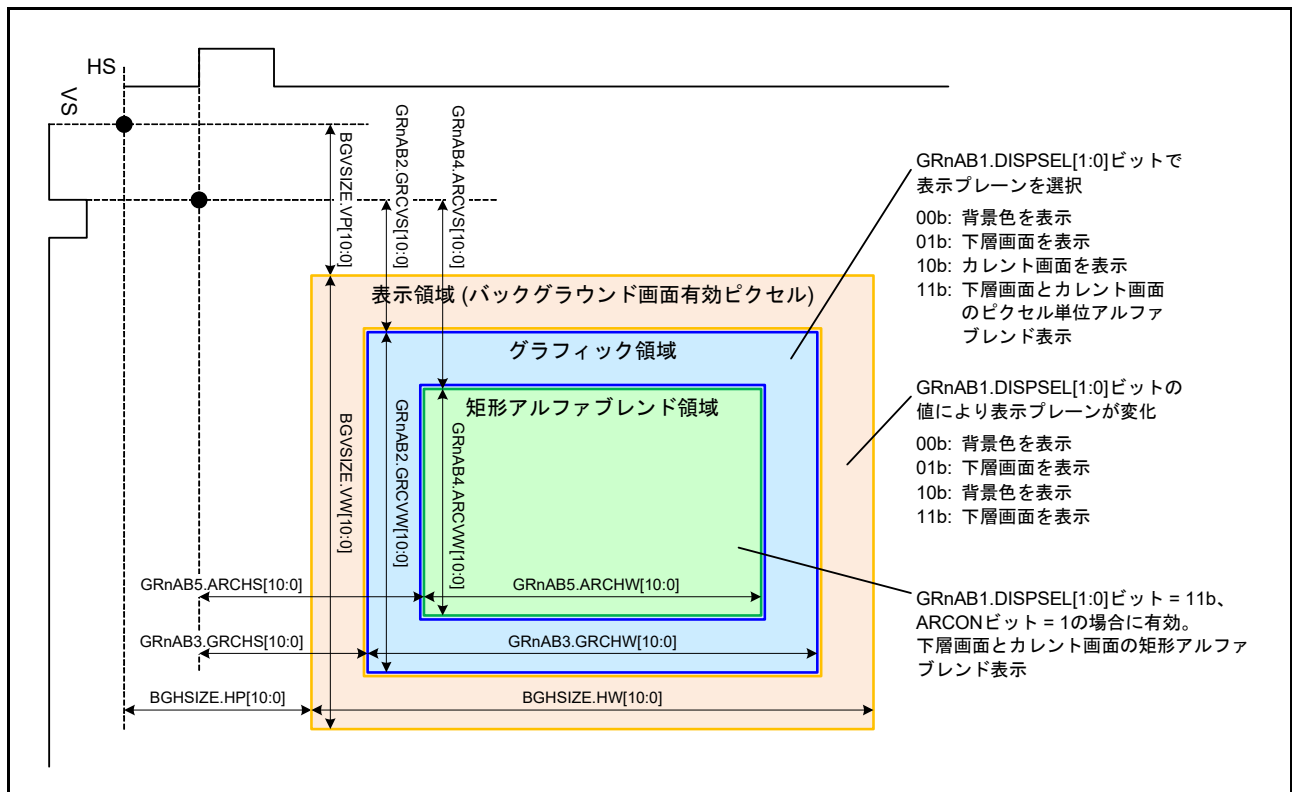 HS
VS
BGVSIZE.VP[10:0]
GRnAB2.GRCVS[10:0]
GRnAB4.ARCVS[10:0]
表示領域 (バックグラウンド画面有効ピクセル)
グラフィック領域
矩形アルファブレンド領域
BGVSIZE.VW[10:0]
GRnAB2.GRCVW[10:0]
GRnAB4.ARCVW[10:0]
GRnAB5.ARCHS[10:0]
GRnAB5.ARCHW[10:0]
GRnAB3.GRCHS[10:0]
GRnAB3.GRCHW[10:0]
BGHSIZE.HP[10:0]
BGHSIZE.HW[10:0]
GRnAB1.DISPSEL[1:0]ビットで
表示プレーンを選択
00b: 背景色を表示
01b: 下層画面を表示
10b: カレント画面を表示
11b: 下層画面とカレント画面
のピクセル単位アルファ
ブレンド表示
GRnAB1.DISPSEL[1:0]ビットの
値により表示プレーンが変化
00b: 背景色を表示
01b: 下層画面を表示
10b: 背景色を表示
11b: 下層画面を表示
GRnAB1.DISPSEL[1:0]ビット = 11b、
ARCONビット = 1の場合に有効。
下層画面とカレント画面の矩形アルファ
ブレンド表示